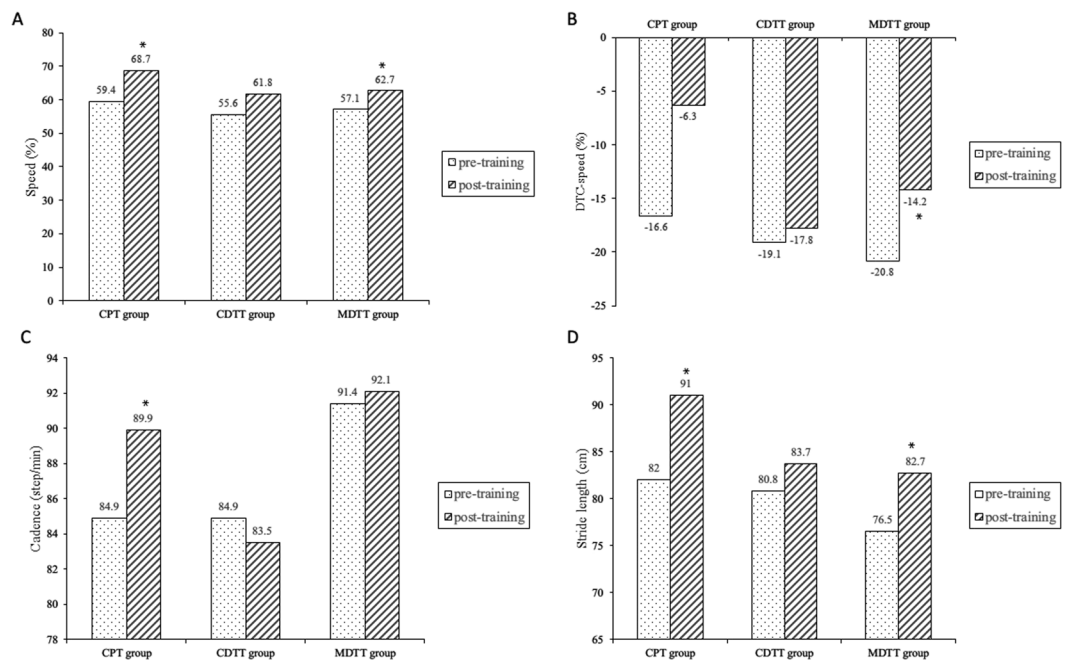 A
80
70
60
50
40
30
20
10
0
Speed (%)
59.4
*
68.7
55.6
61.8
57.1
*
62.7
CPT group
CDTT group
MDTT group
pre-training
post-training
B
CPT group
CDTT group
MDTT group
0
-5
-10
-15
-20
-25
DTC-speed (%)
-16.6
-6.3
-19.1
-17.8
-20.8
-14.2
*
pre-training
post-training
C
94
92
90
88
86
84
82
80
78
Cadence (step/min)
84.9
*
89.9
84.9
83.5
91.4
92.1
CPT group
CDTT group
MDTT group
pre-training
post-training
D
95
90
85
80
75
70
65
Stride length (cm)
82
*
91
80.8
83.7
76.5
*
82.7
CPT group
CDTT group
MDTT group
pre-training
post-training